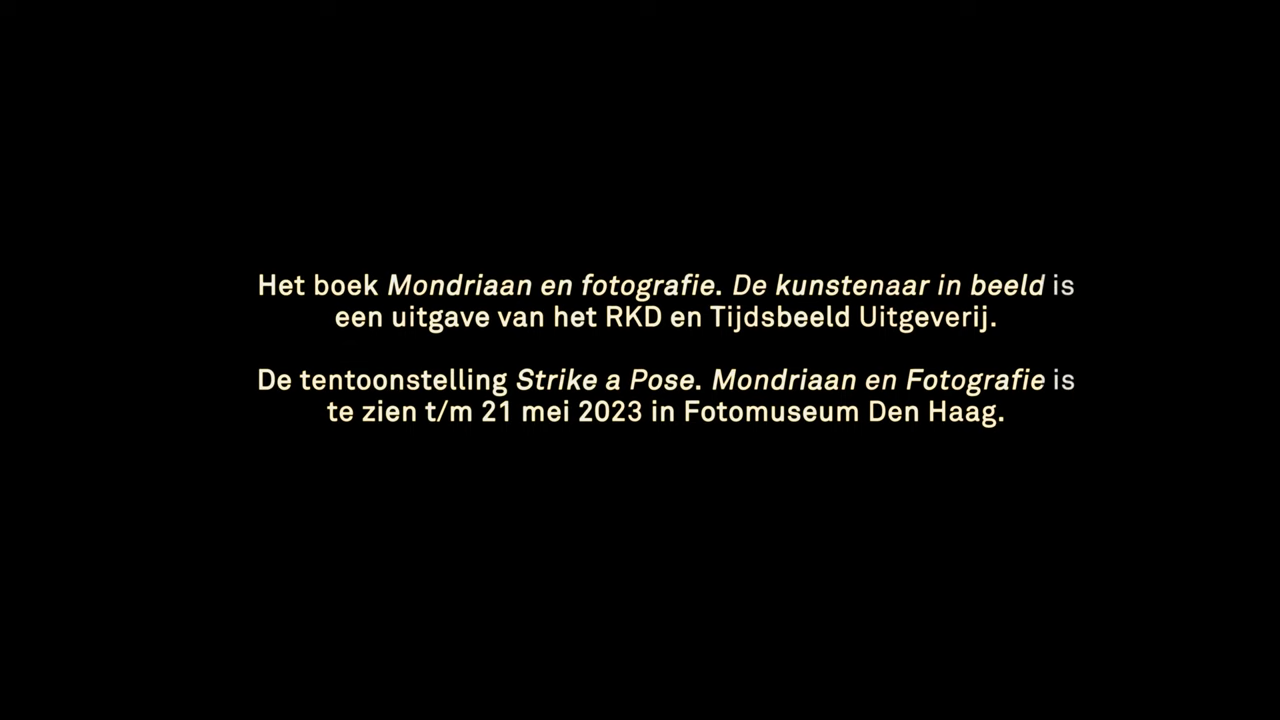 Het boek Mondriaan en fotografie. De kunstenaar in beeld is
een uitgave van het RKD en Tijdsbeeld Uitgeverij.
De tentoonstelling Strike a Pose. Mondriaan en Fotografie is
te zien t/m 21 mei 2023 in Fotomuseum Den Haag.